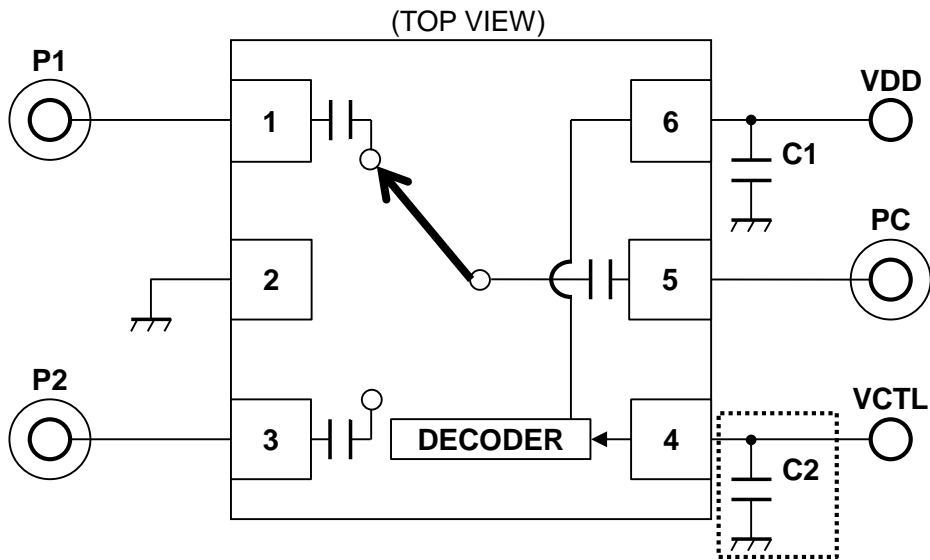 (TOP VIEW)
P1
VDD
1
6
C1
PC
2
5
P2
VCTL
3
DECODER
4
C2